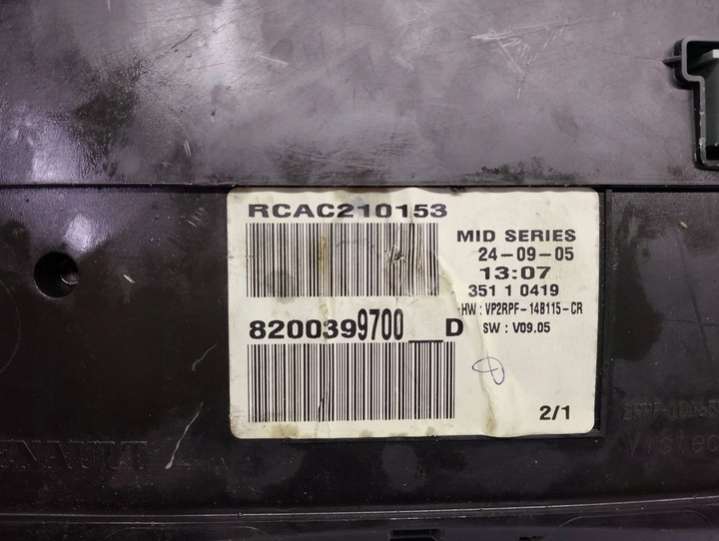 RCAC210153
MID SERIES
24-09-05
13:07
351 1 0419
HW : VP2RPF-14B115-CR
SW : V09.05
8200399700__D
2/1